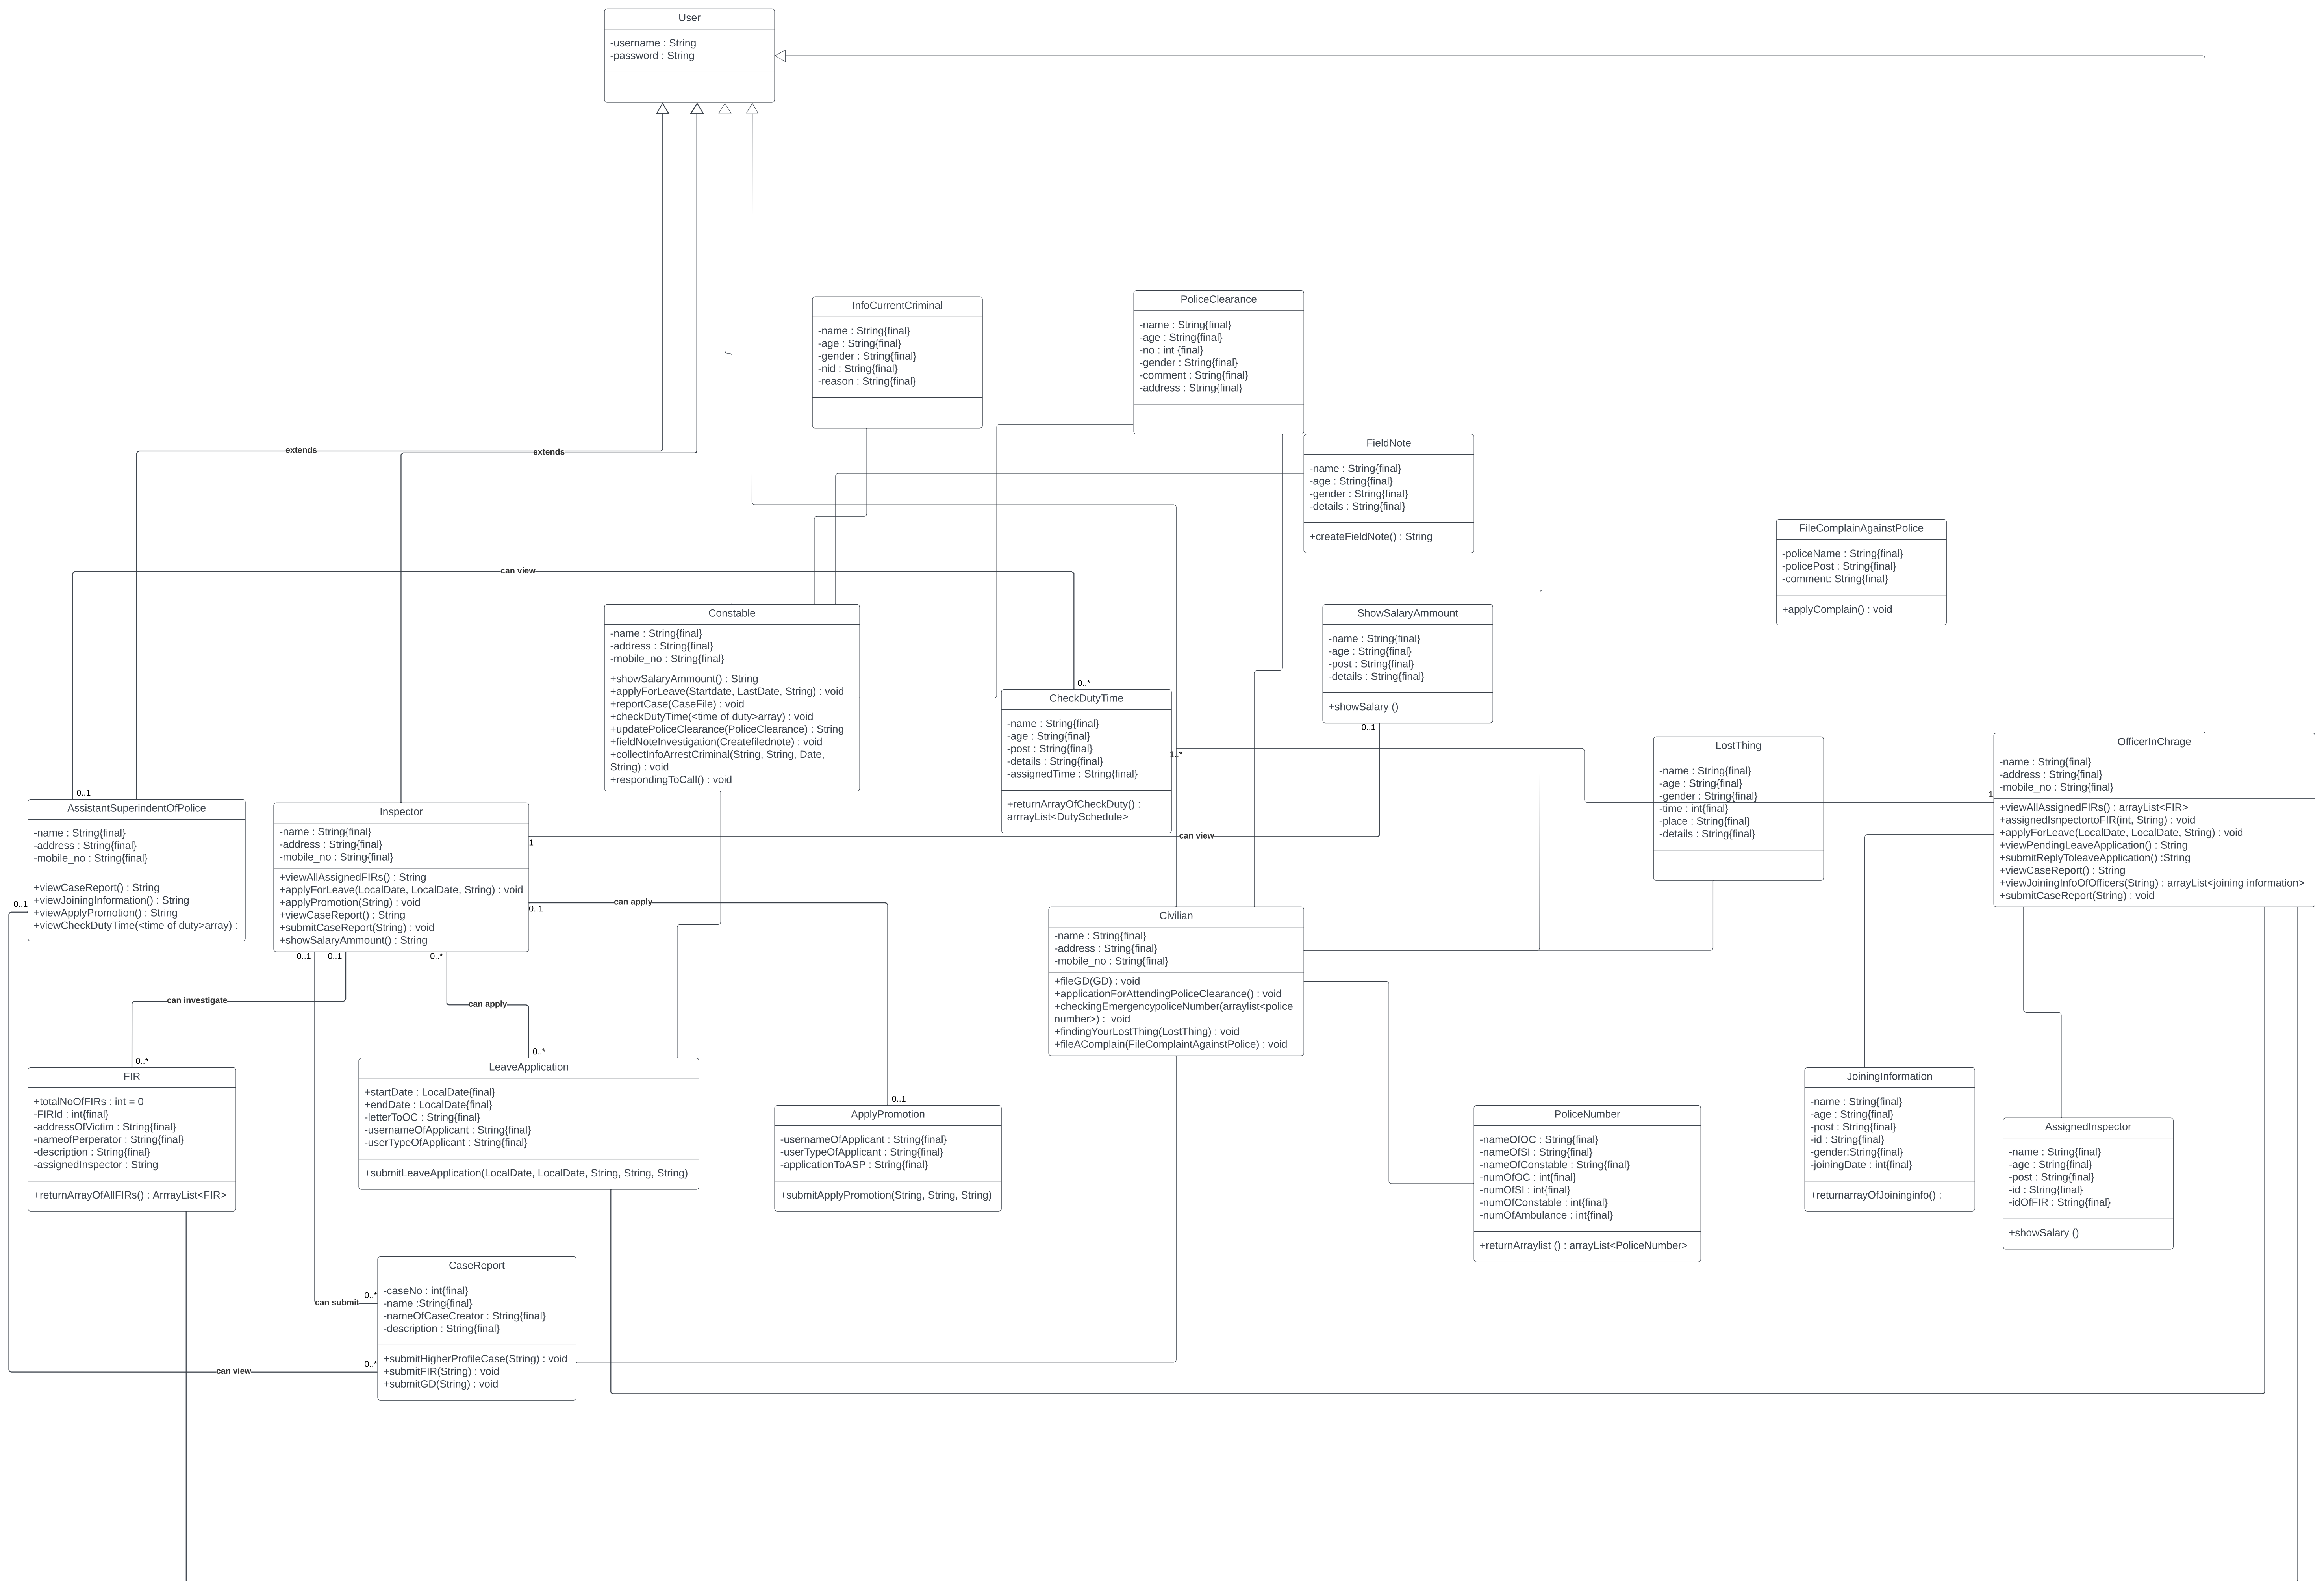 User
-username : String
-password : String
InfoCurrentCriminal
-name : String{final}
-age : String{final}
-gender : String{final}
-nid : String{final}
-reason : String{final}
PoliceClearance
-name : String{final}
-age : String{final}
-no : int {final}
-gender : String{final}
-comment : String{final}
-address : String{final}
FieldNote
-name : String{final}
-age : String{final}
-gender : String{final}
-details : String{final}
+createFieldNote() : String
extends
extends
can view
FileComplainAgainstPolice
-policeName : String{final}
-policePost : String{final}
-comment: String{final}
+applyComplain() : void
Constable
-name : String{final}
-address : String{final}
-mobile_no : String{final}
+showSalaryAmmount() : String
+applyForLeave(Startdate, LastDate, String) : void
+reportCase(CaseFile) : void
+checkDutyTime(<time of duty>array) : void
+updatePoliceClearance(PoliceClearance) : String
+fieldNoteInvestigation(Createfilednote) : void
+collectInfoArrestCriminal(String, String, Date,
String) : void
+respondingToCall() : void
ShowSalaryAmmount
-name : String{final}
-age : String{final}
-post : String{final}
-details : String{final}
+showSalary ()
0..1
0..*
CheckDutyTime
-name : String{final}
-age : String{final}
-post : String{final}
-details : String{final}
-assignedTime : String{final}
+returnArrayOfCheckDuty() :
arrrayList<DutySchedule>
1..*
LostThing
-name : String{final}
-age : String{final}
-gender : String{final}
-time : int{final}
-place : String{final}
-details : String{final}
OfficerInChrage
-name : String{final}
-address : String{final}
-mobile_no : String{final}
1
+viewAllAssignedFIRs() : arrayList<FIR>
+assignedIsnpectortoFIR(int, String) : void
+applyForLeave(LocalDate, LocalDate, String) : void
+viewPendingLeaveApplication() : String
+submitReplyToleaveApplication() :String
+viewCaseReport() : String
+viewJoiningInfoOfOfficers(String) : arrayList<joining information>
+submitCaseReport(String) : void
0..1
AssistantSuperindentOfPolice
-name : String{final}
-address : String{final}
-mobile_no : String{final}
+viewCaseReport() : String
+viewJoiningInformation() : String
+viewApplyPromotion() : String
+viewCheckDutyTime(<time of duty>array) :
0..1
Inspector
-name : String{final}
-address : String{final}
-mobile_no : String{final}
+viewAllAssignedFIRs() : String
+applyForLeave(LocalDate, LocalDate, String) : void
+applyPromotion(String) : void
+viewCaseReport() : String
+submitCaseReport(String) : void
+showSalaryAmmount() : String
1
can view
0..1
can apply
0..1
0..1
0..*
can investigate
can apply
Civilian
-name : String{final}
-address : String{final}
-mobile_no : String{final}
+fileGD(GD) : void
+applicationForAttendingPoliceClearance() : void
+checkingEmergencypoliceNumber(arraylist<police
number>) : void
+findingYourLostThing(LostThing) : void
+fileAComplain(FileComplaintAgainstPolice) : void
0..*
FIR
+totalNoOfFIRs : int = 0
-FIRId : int{final}
-addressOfVictim : String{final}
-nameofPerperator : String{final}
-description : String{final}
-assignedInspector : String
+returnArrayOfAllFIRs() : ArrrayList<FIR>
0..*
LeaveApplication
+startDate : LocalDate{final}
+endDate : LocalDate{final}
-letterToOC : String{final}
-usernameOfApplicant : String{final}
-userTypeOfApplicant : String{final}
+submitLeaveApplication(LocalDate, LocalDate, String, String, String)
0..1
ApplyPromotion
-usernameOfApplicant : String{final}
-userTypeOfApplicant : String{final}
-applicationToASP : String{final}
+submitApplyPromotion(String, String, String)
PoliceNumber
-nameOfOC : String{final}
-nameOfSI : String{final}
-nameOfConstable : String{final}
-numOfOC : int{final}
-numOfSI : int{final}
-numOfConstable : int{final}
-numOfAmbulance : int{final}
+returnArraylist () : arrayList<PoliceNumber>
JoiningInformation
-name : String{final}
-age : String{final}
-post : String{final}
-id : String{final}
-gender:String{final}
-joiningDate : int{final}
+returnarrayOfJoininginfo() :
AssignedInspector
-name : String{final}
-age : String{final}
-post : String{final}
-id : String{final}
-idOfFIR : String{final}
+showSalary ()
CaseReport
-caseNo : int{final}
-name :String{final}
-nameOfCaseCreator : String{final}
-description : String{final}
+submitHigherProfileCase(String) : void
+submitFIR(String) : void
+submitGD(String) : void
0..*
can submit
0..*
can view